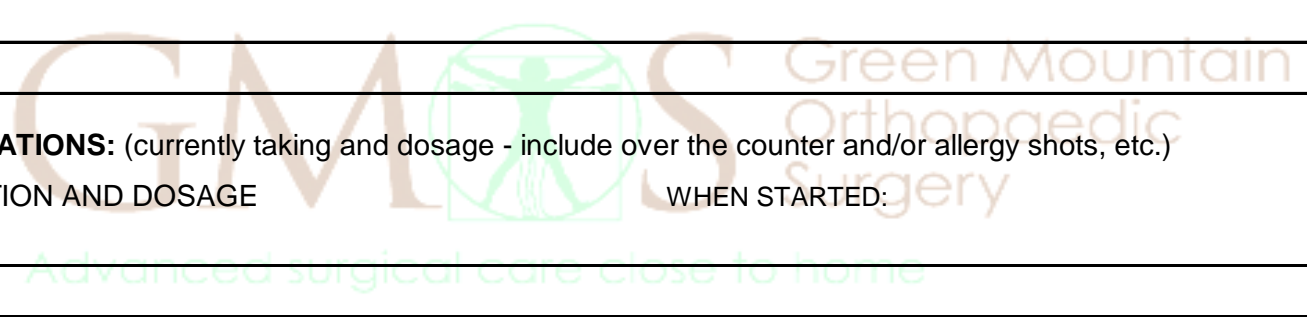 GMOS Green Mountain
Orthopaedic
ATIONS: (currently taking and dosage - include over the counter and/or allergy shots, etc.)
TION AND DOSAGE WHEN STARTED:
Surgery
Advanced surgical care close to home